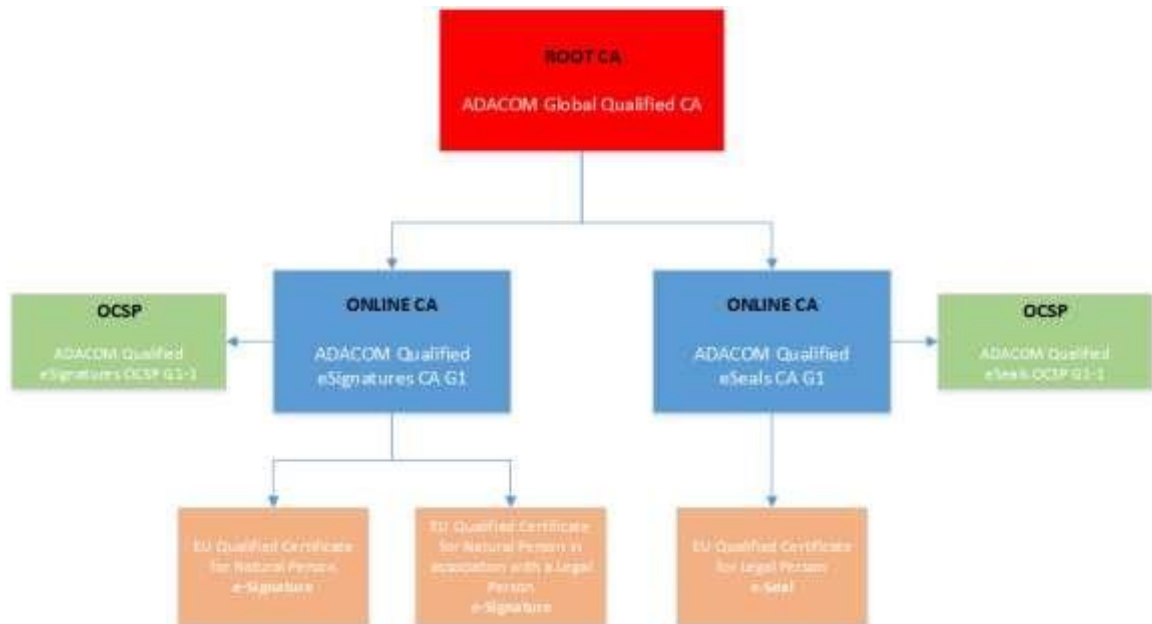 ROOT CA
ADACOM Global Qualified CA
OCSP
ADACOM Qualified
eSignatures OCSP G1-1
ONLINE CA
ADACOM Qualified
eSignatures CA G1
ONLINE CA
ADACOM Qualified
eSeals CA G1
OCSP
ADACOM Qualified
eSeals OCSP G1-1
EU Qualified Certificate
for Natural Person
e-Signature
EU Qualified Certificate
for Natural Person in
association with a Legal
Person
e-Signature
EU Qualified Certificate
for Legal Person
e-Seal